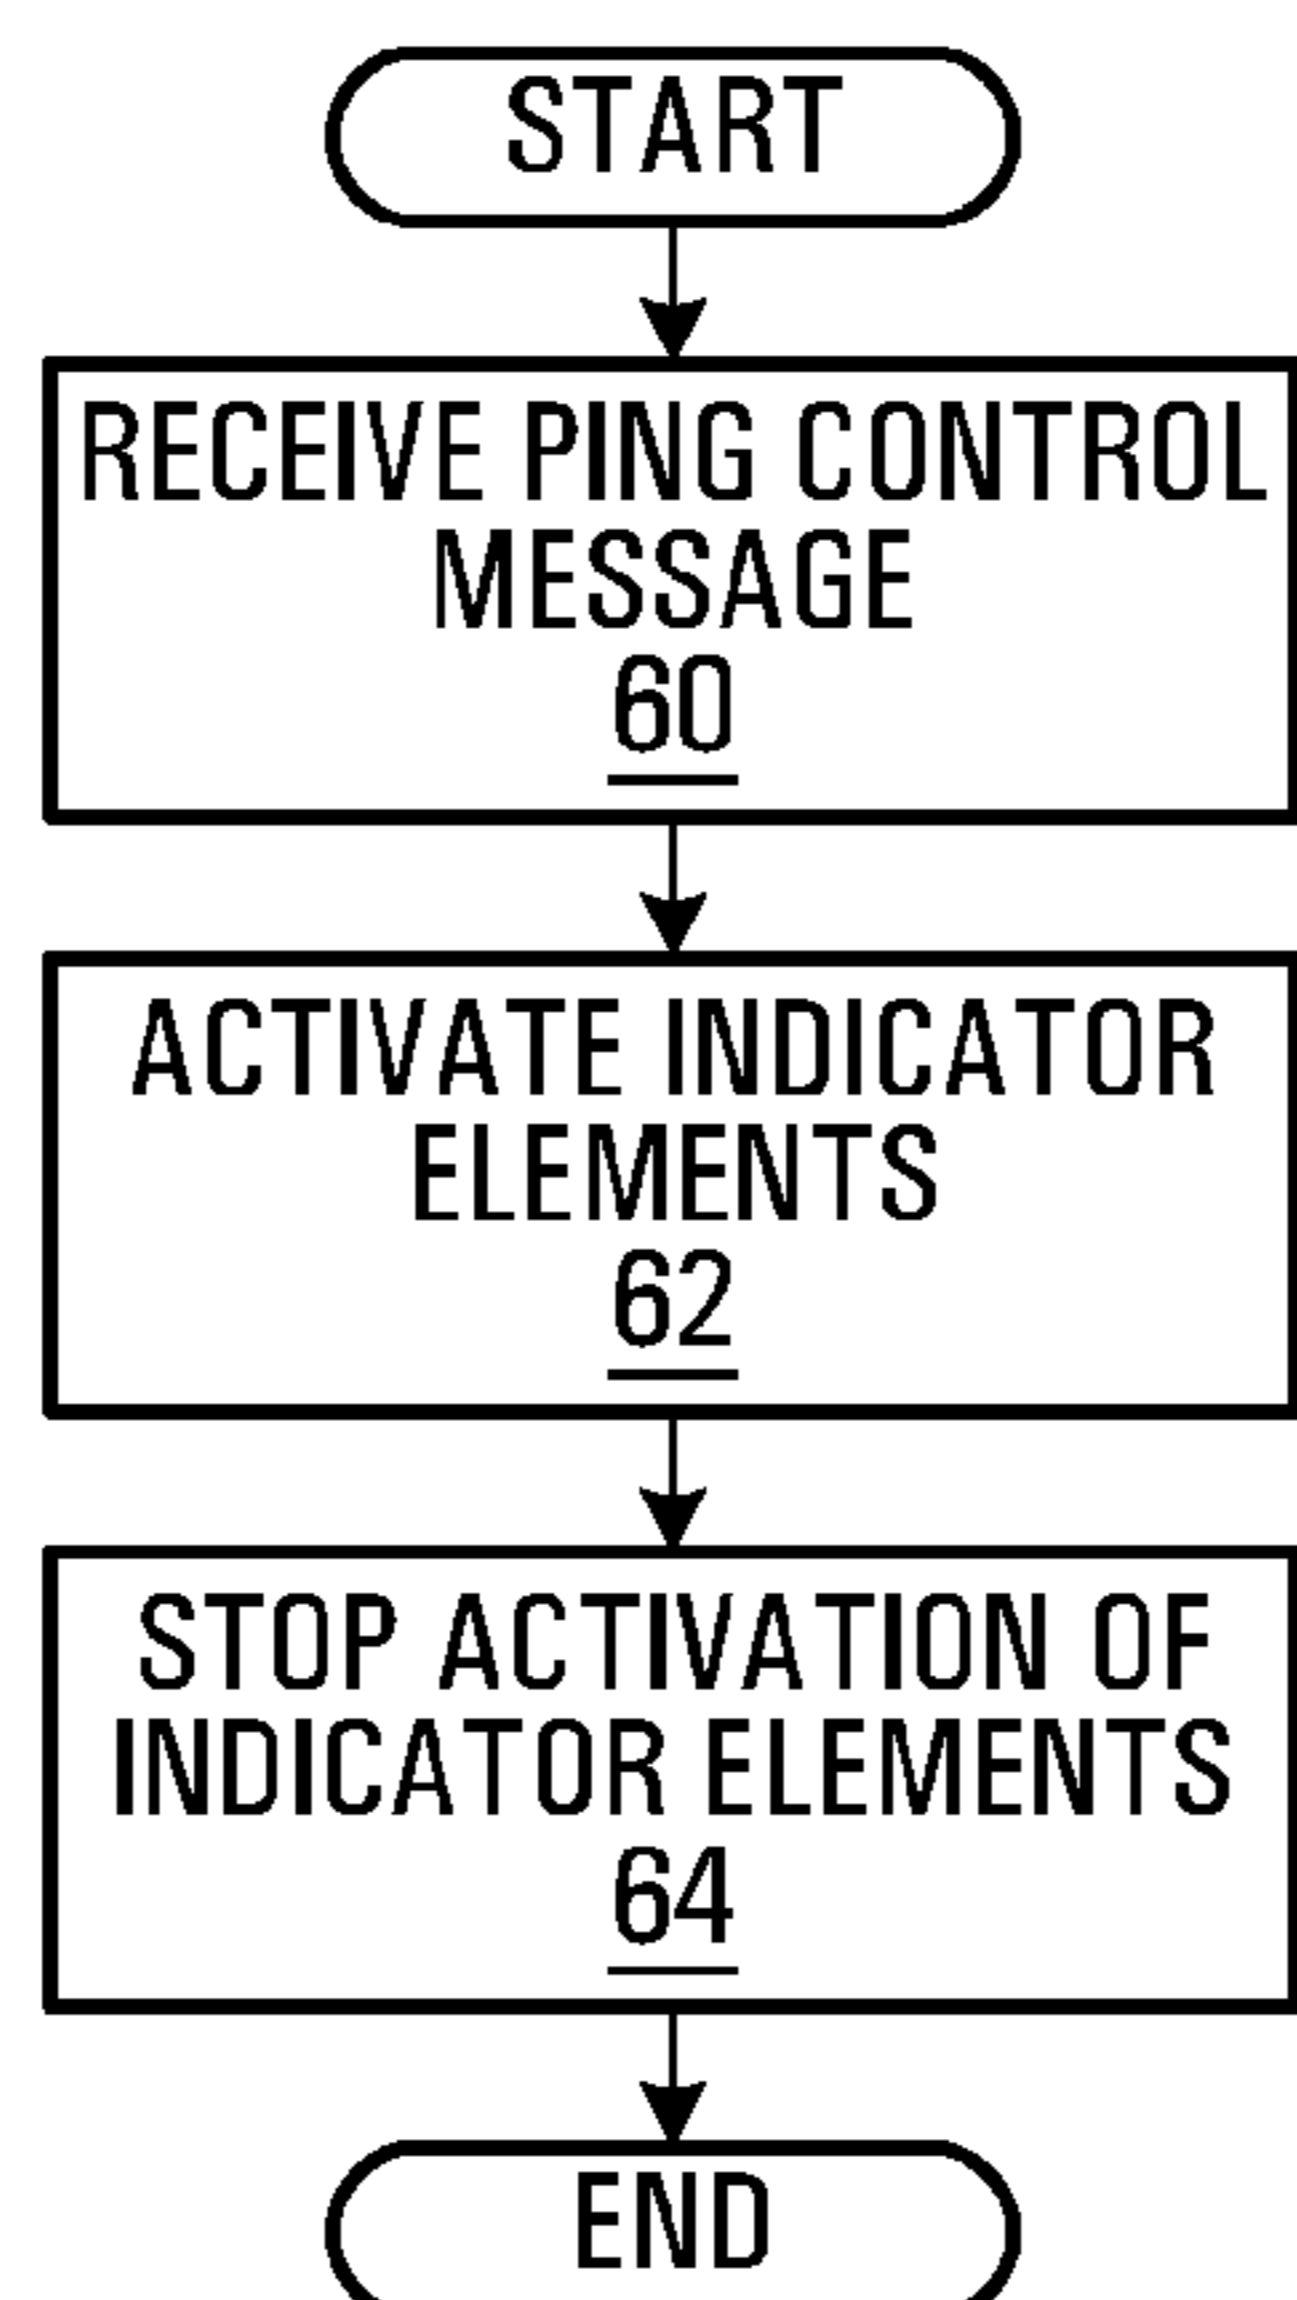 START
RECEIVE PING CONTROL
MESSAGE
60
ACTIVATE INDICATOR
ELEMENTS
62
STOP ACTIVATION OF
INDICATOR ELEMENTS
64
END